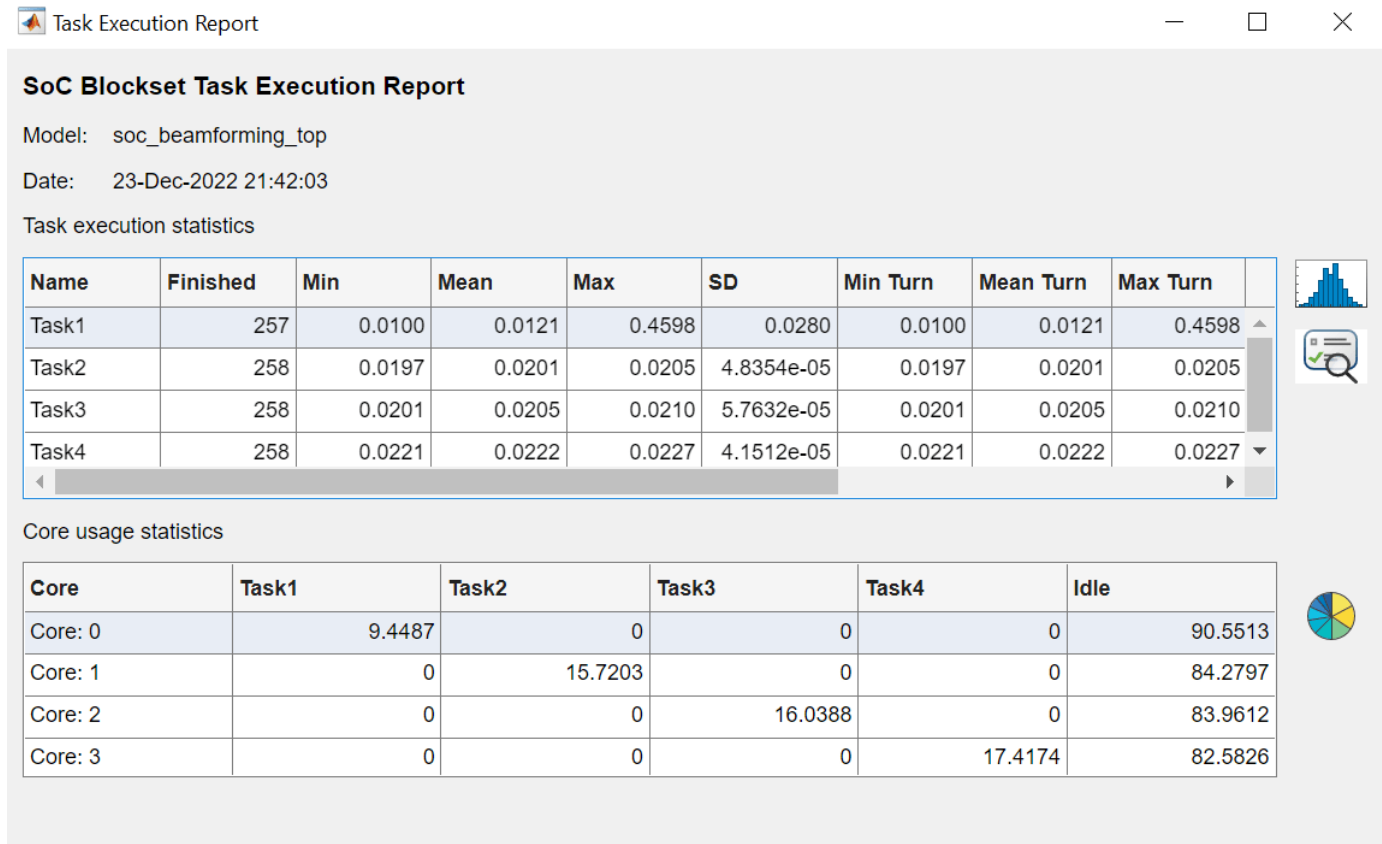 Task Execution Report
SoC Blockset Task Execution Report
Model: soc_beamforming_top
Date: 23-Dec-2022 21:42:03
Task execution statistics
Name Finished Min Mean Max SD Min Turn Mean Turn Max Turn
Task1 257 0.0100 0.0121 0.4598 0.0280 0.0100 0.0121 0.4598
Task2 258 0.0197 0.0201 0.0205 4.8354e-05 0.0197 0.0201 0.0205
Task3 258 0.0201 0.0205 0.0210 5.7632e-05 0.0201 0.0205 0.0210
Task4 258 0.0221 0.0222 0.0227 4.1512e-05 0.0221 0.0222 0.0227
Core usage statistics
Core Task1 Task2 Task3 Task4 Idle
Core: 0 9.4487 0 0 0 90.5513
Core: 1 0 15.7203 0 0 84.2797
Core: 2 0 0 16.0388 0 83.9612
Core: 3 0 0 0 17.4174 82.5826